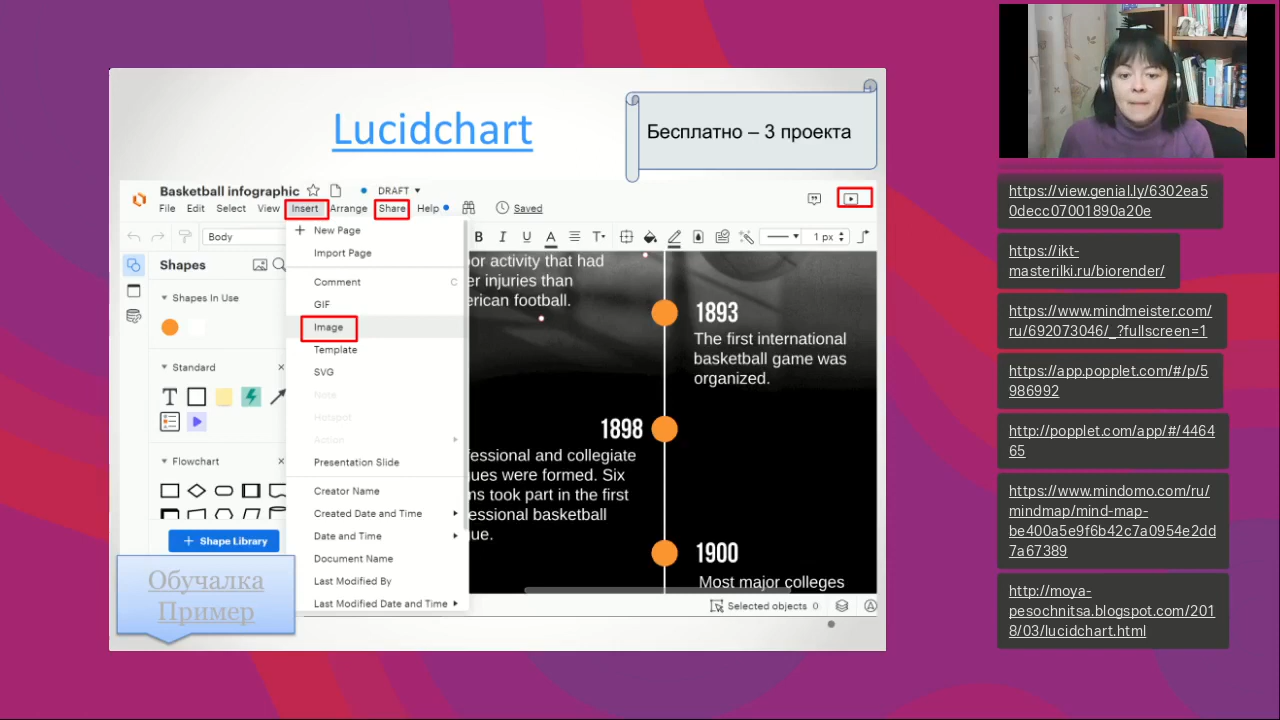 Lucidchart
Бесплатно – 3 проекта
Basketball infographic
DRAFT
File Edit Select View Insert Arrange Share Help
Saved
Body
B I U A T
1 px
Shapes
Shapes In Use
Standard
T
Flowchart
+ Shape Library
+ New Page
Import Page
Comment C
GIF
Image
Template
SVG
Note
Hotspot
Action
Presentation Slide
Creator Name
Created Date and Time
Date and Time
Document Name
Last Modified By
Last Modified Date and Time
activity that had
injuries than
football.
1893
The first international
basketball game was
organized.
1898
and collegiate
were formed. Six
took part in the first
basketball
1900
Most major colleges
Selected objects 0
Обучалка
Пример
https://view.genial.ly/6302ea5
0decc07001890a20e
https://ikt-
masterilki.ru/biorender/
https://www.mindmeister.com/
ru/692073046/_?fullscreen=1
https://app.popplet.com/#/p/5
986992
http://popplet.com/app/#/4464
65
https://www.mindomo.com/ru/
mindmap/mind-map-
be400a5e9f6b42c7a0954e2dd
7a67389
http://moya-
pesochnitsa.blogspot.com/201
8/03/lucidchart.html